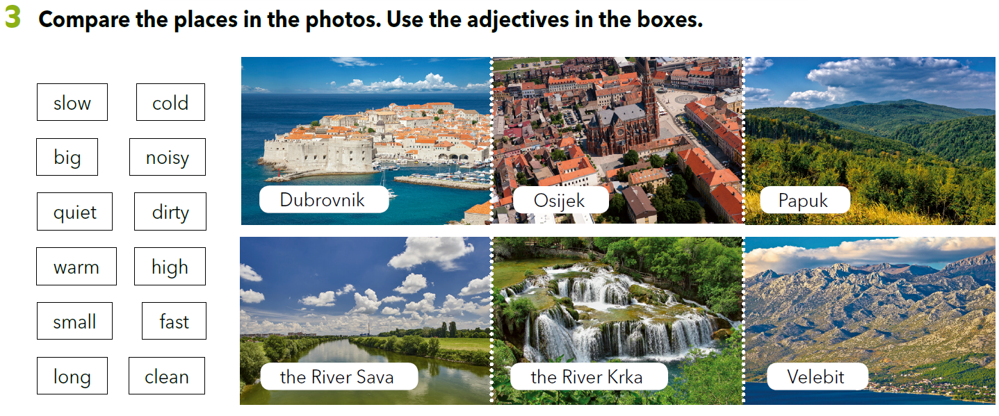 3 Compare the places in the photos. Use the adjectives in the boxes.
slow cold
big noisy
quiet dirty
warm high
small fast
long clean
Dubrovnik Osijek Papuk
the River Sava the River Krka Velebit